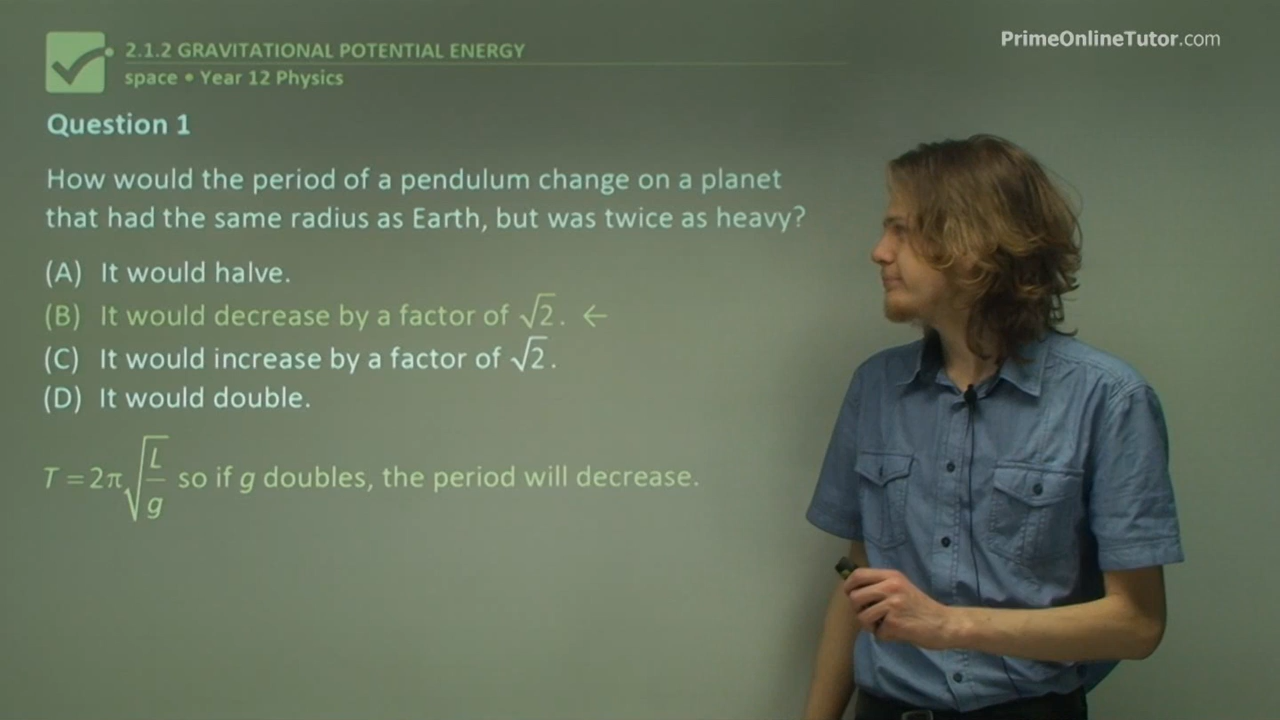 PrimeOnlineTutor.com
2.1.2 GRAVITATIONAL POTENTIAL ENERGY
space • Year 12 Physics
Question 1
How would the period of a pendulum change on a planet
that had the same radius as Earth, but was twice as heavy?
(A) It would halve.
(B) It would decrease by a factor of √2. ←
(C) It would increase by a factor of √2.
(D) It would double.
T = 2π√(L/g) so if g doubles, the period will decrease.